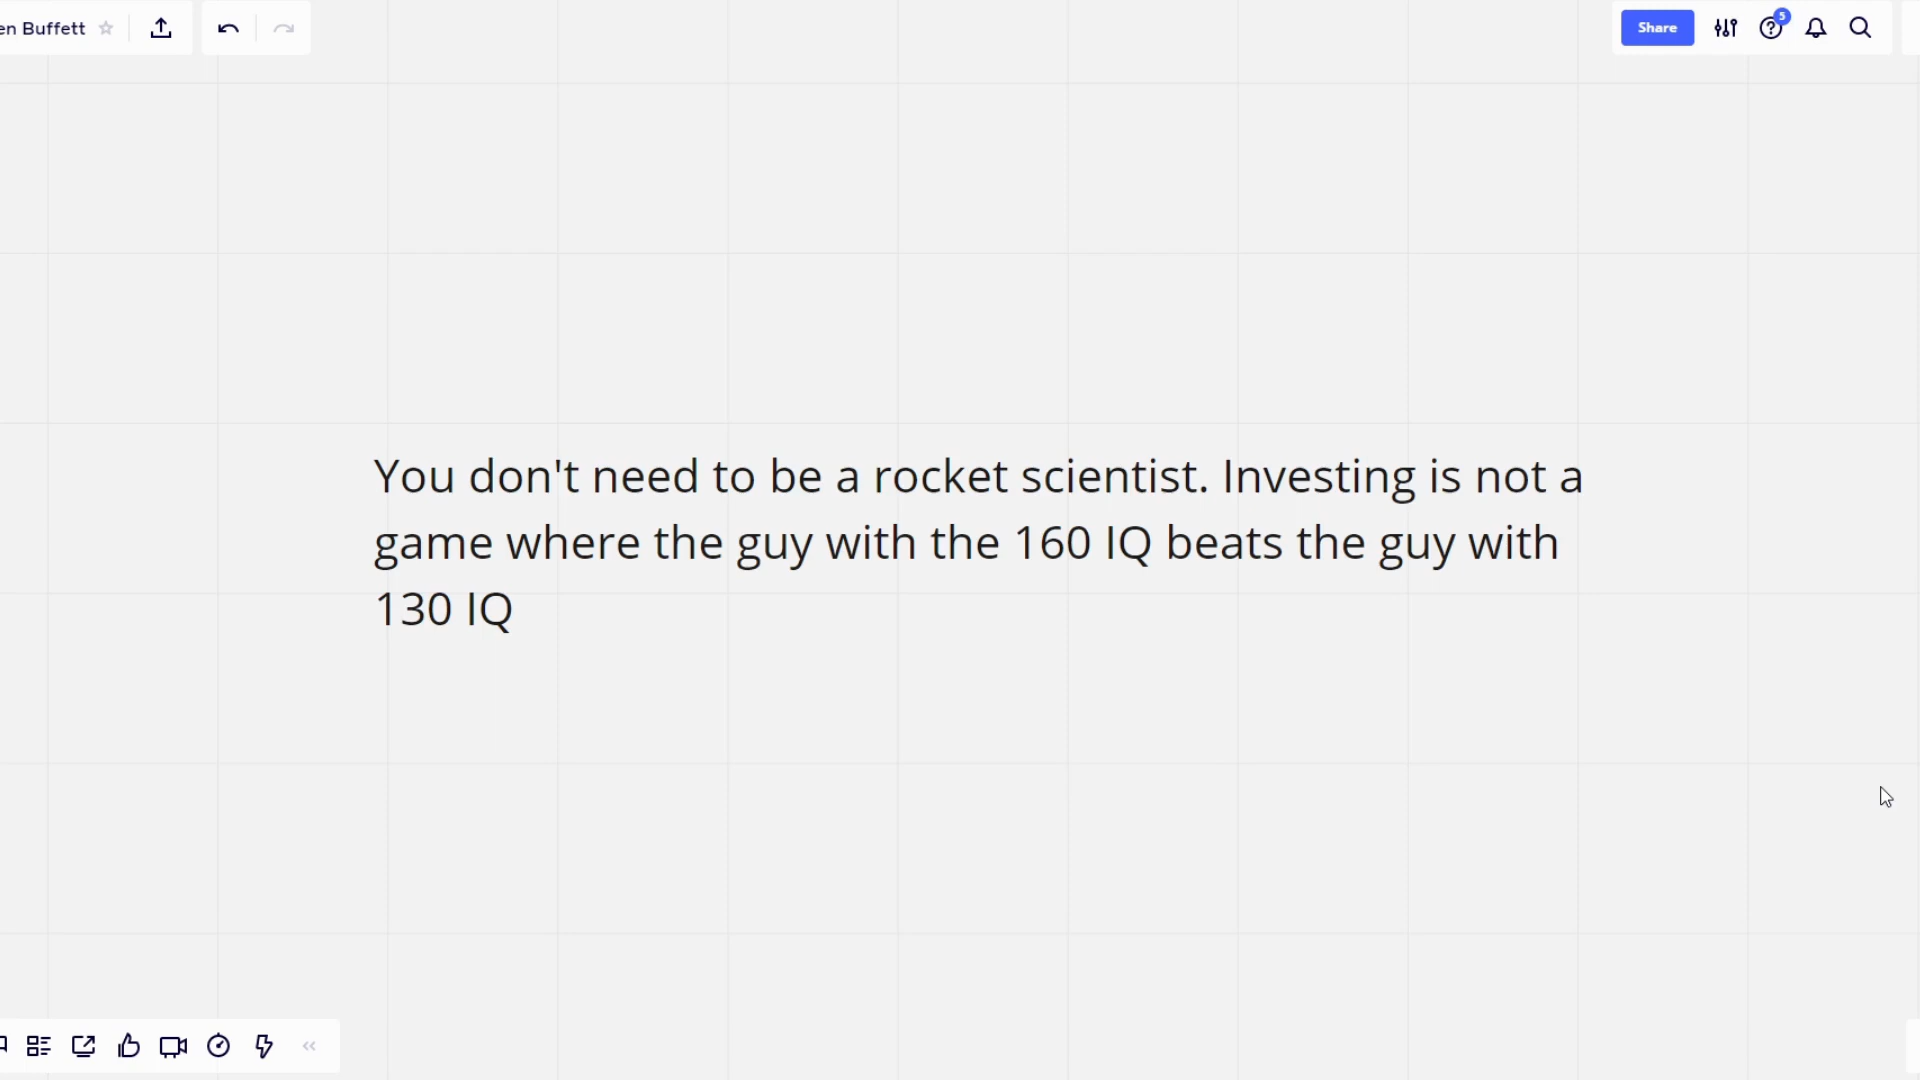 en Buffett
Share
5
You don't need to be a rocket scientist. Investing is not a
game where the guy with the 160 IQ beats the guy with
130 IQ